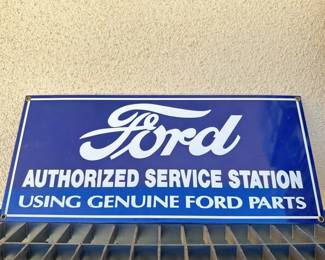 Ford
AUTHORIZED SERVICE STATION
USING GENUINE FORD PARTS